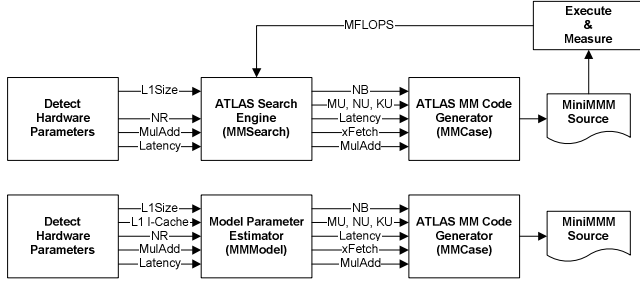 MFLOPS
Execute
&
Measure
Detect
Hardware
Parameters
L1Size
NR
MulAdd
Latency
ATLAS Search
Engine
(MMSearch)
NB
MU, NU, KU
Latency
xFetch
MulAdd
ATLAS MM Code
Generator
(MMCase)
MiniMMM
Source
Detect
Hardware
Parameters
L1Size
L1 I-Cache
NR
MulAdd
Latency
Model Parameter
Estimator
(MMModel)
NB
MU, NU, KU
Latency
xFetch
MulAdd
ATLAS MM Code
Generator
(MMCase)
MiniMMM
Source